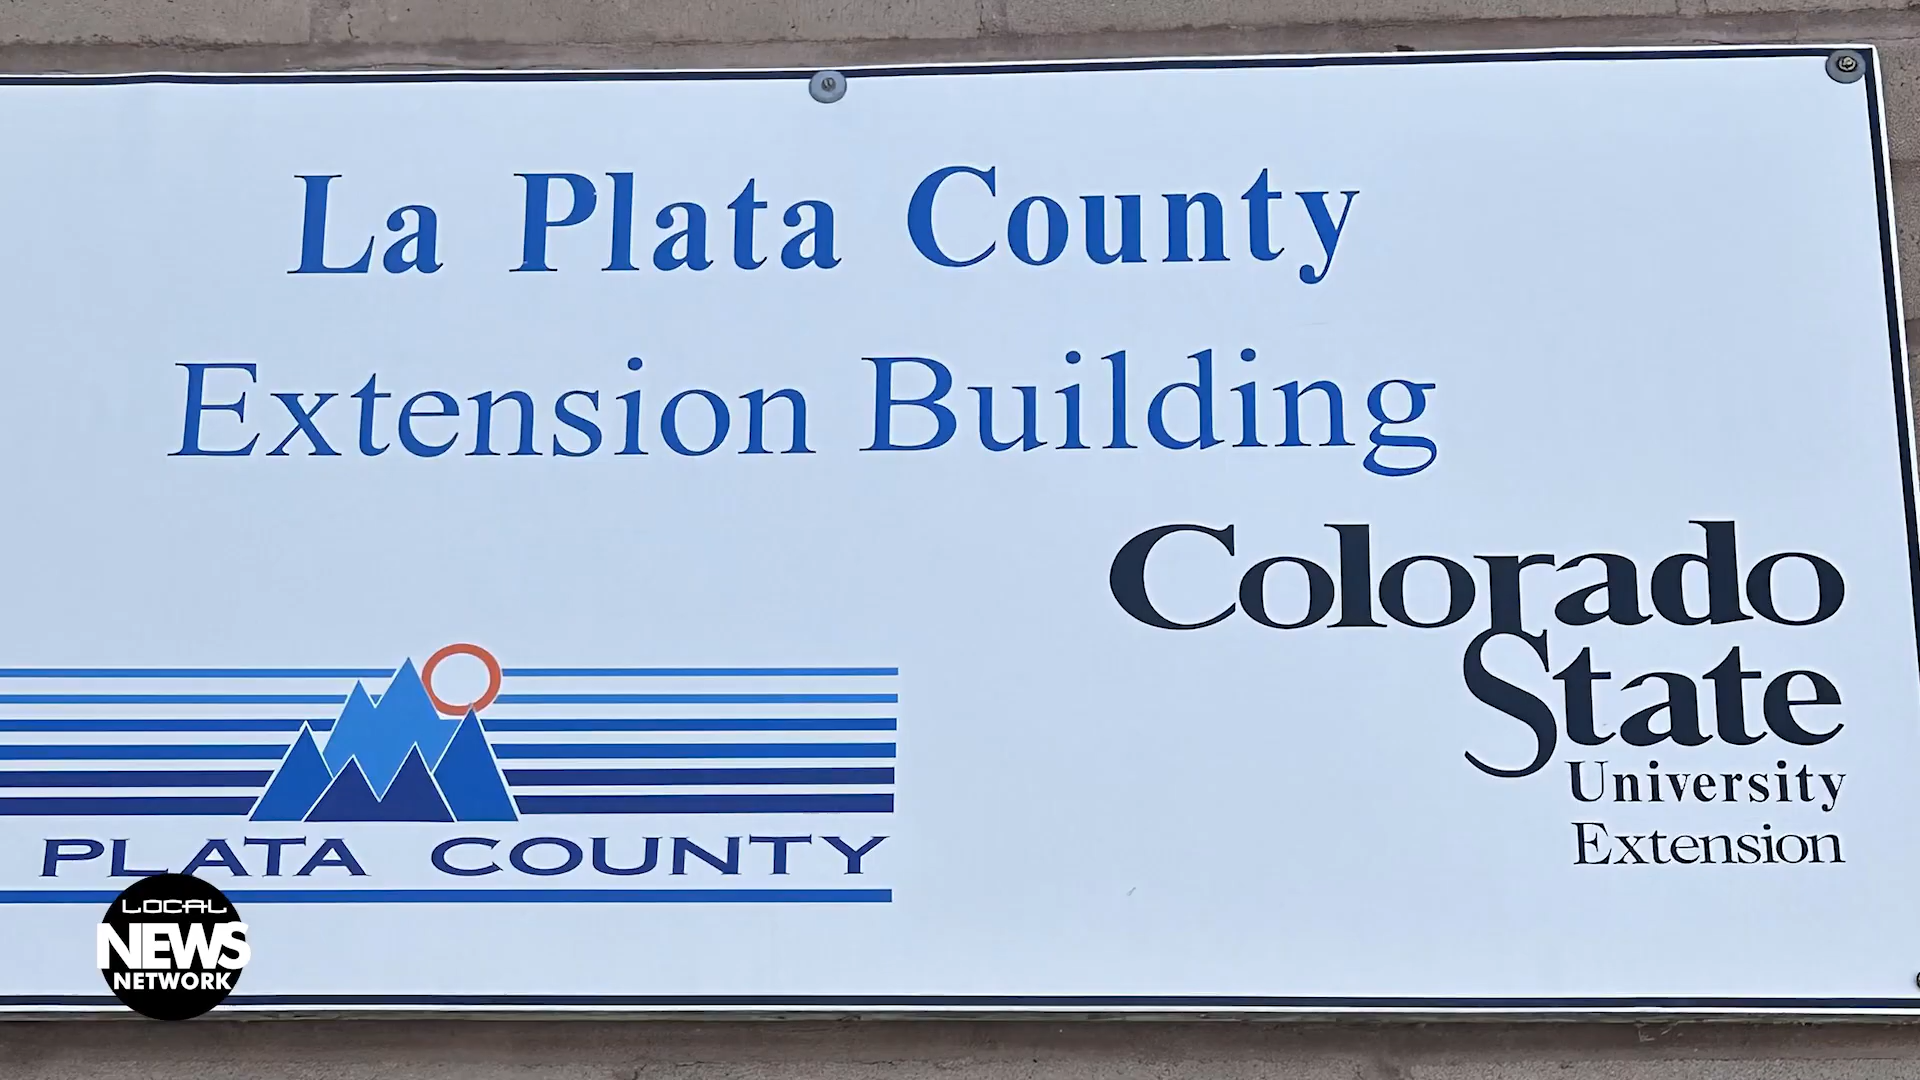 La Plata County
Extension Building
Colorado
State
University
Extension
PLATA COUNTY
LOCAL
NEWS
NETWORK